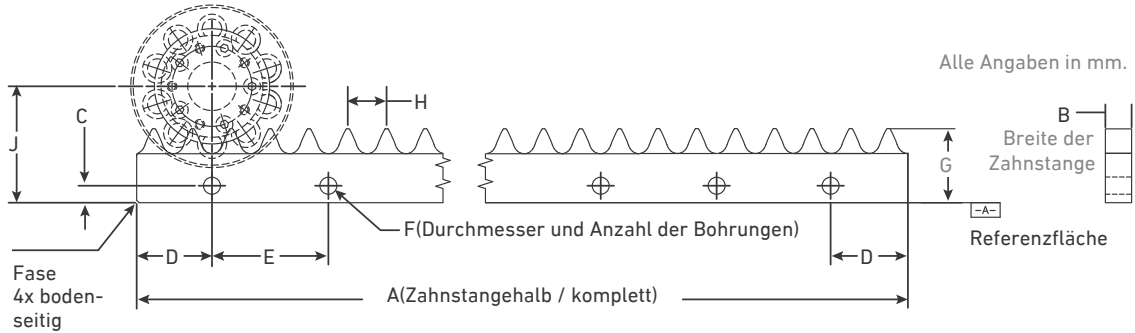 Alle Angaben in mm.
H
C
J
B
Breite der
Zahnstange
G
F(Durchmesser und Anzahl der Bohrungen)
-A-
Referenzfläche
D
E
D
Fase
4x boden-
seitig
A(Zahnstangehalb / komplett)